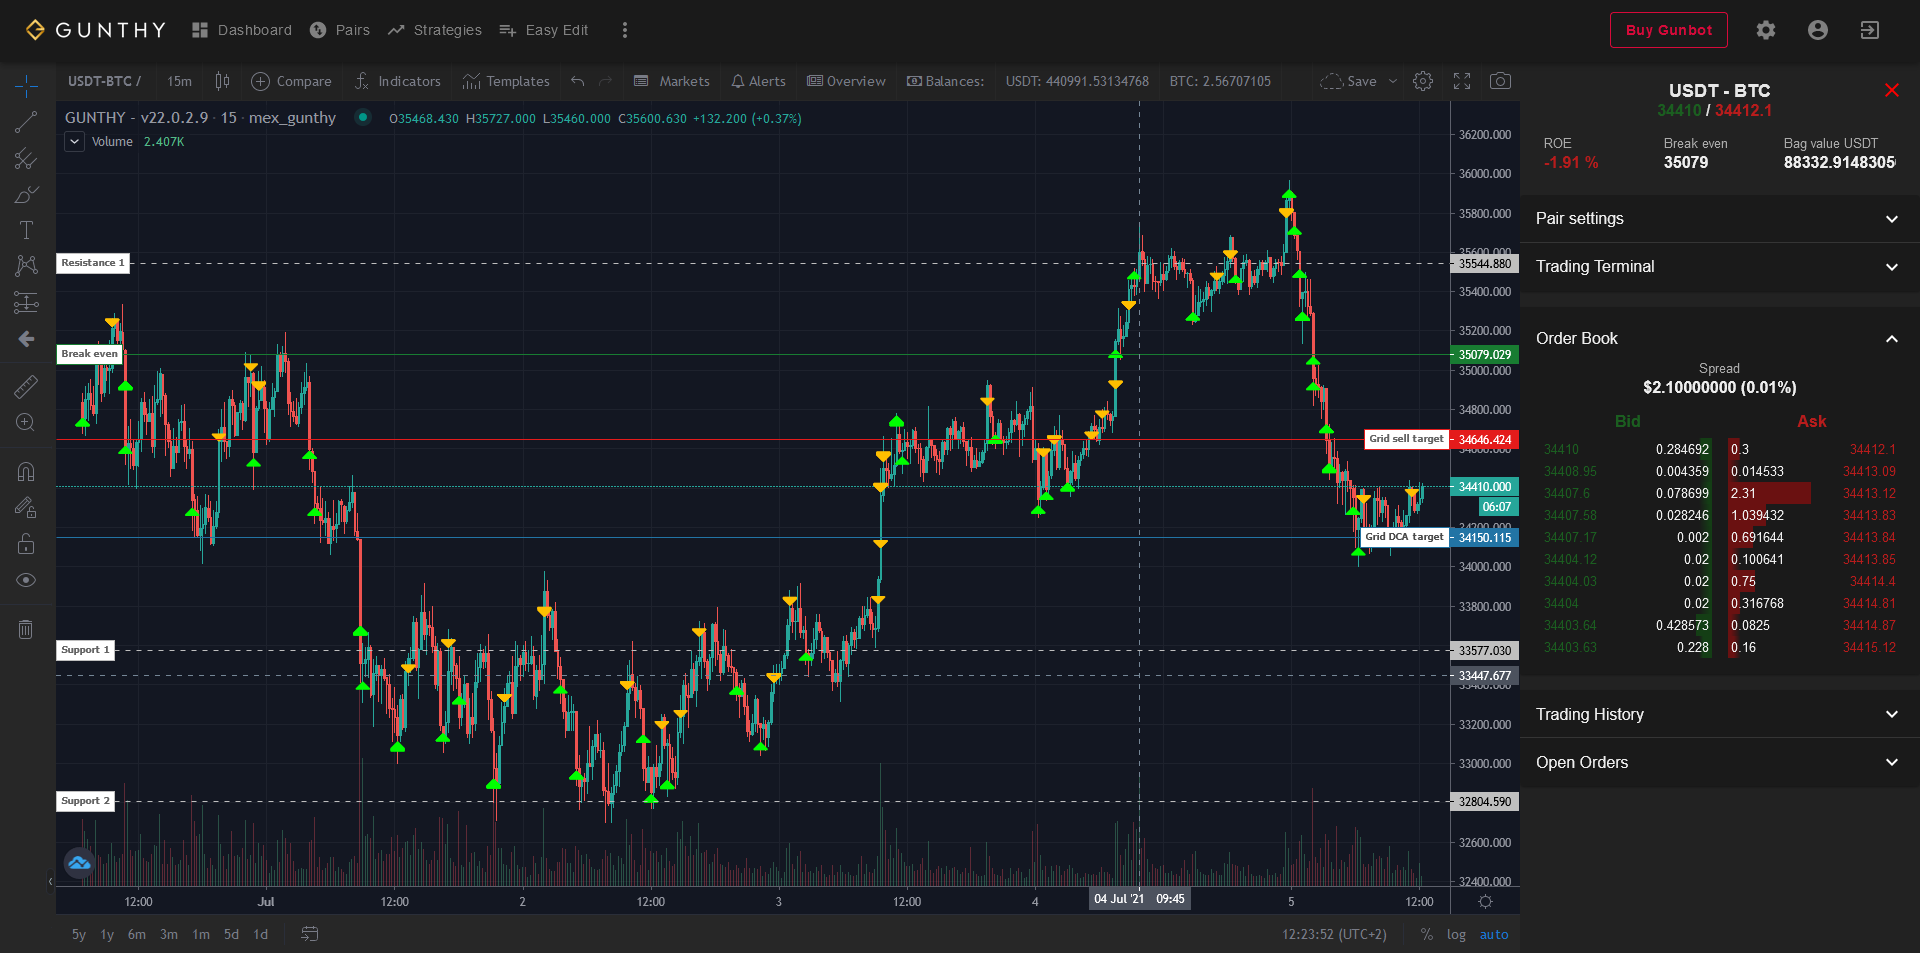 GUNTHY Dashboard Pairs Strategies Easy Edit Buy Gunbot
USDT-BTC / 15m Compare Indicators Templates Markets Alerts Overview Balances: USDT: 440991.53134768 BTC: 2.56707105 Save
GUNTHY - v22.0.2.9 · 15 · mex_gunthy O35468.430 H35727.000 L35460.000 C35600.630 +132.200 (+0.37%)
Volume 2.407K
36200.000
36000.000
35800.000
35600.000
Resistance 1 35544.880
35400.000
35200.000
Break even 35079.029
35000.000
34800.000
Grid sell target 34646.424
34600.000
34410.000
06:07
34200.000
Grid DCA target 34150.115
34000.000
33800.000
Support 1 33577.030
33447.677
33400.000
33200.000
33000.000
Support 2 32804.590
32600.000
32400.000
12:00 Jul 12:00 2 12:00 3 12:00 4 04 Jul '21 09:45 5 12:00
5y 1y 6m 3m 1m 5d 1d 12:23:52 (UTC+2) % log auto
USDT - BTC
34410 / 34412.1
ROE Break even Bag value USDT
-1.91 % 35079 88332.9148305
Pair settings
Trading Terminal
Order Book
Spread
$2.10000000 (0.01%)
Bid Ask
34410 0.284692 0.3 34412.1
34408.95 0.004359 0.014533 34413.09
34407.6 0.078699 2.31 34413.12
34407.58 0.028246 1.039432 34413.83
34407.17 0.002 0.691644 34413.84
34404.12 0.02 0.100641 34413.85
34404.03 0.02 0.75 34414.4
34404 0.02 0.316768 34414.81
34403.64 0.428573 0.0825 34414.87
34403.63 0.228 0.16 34415.12
Trading History
Open Orders